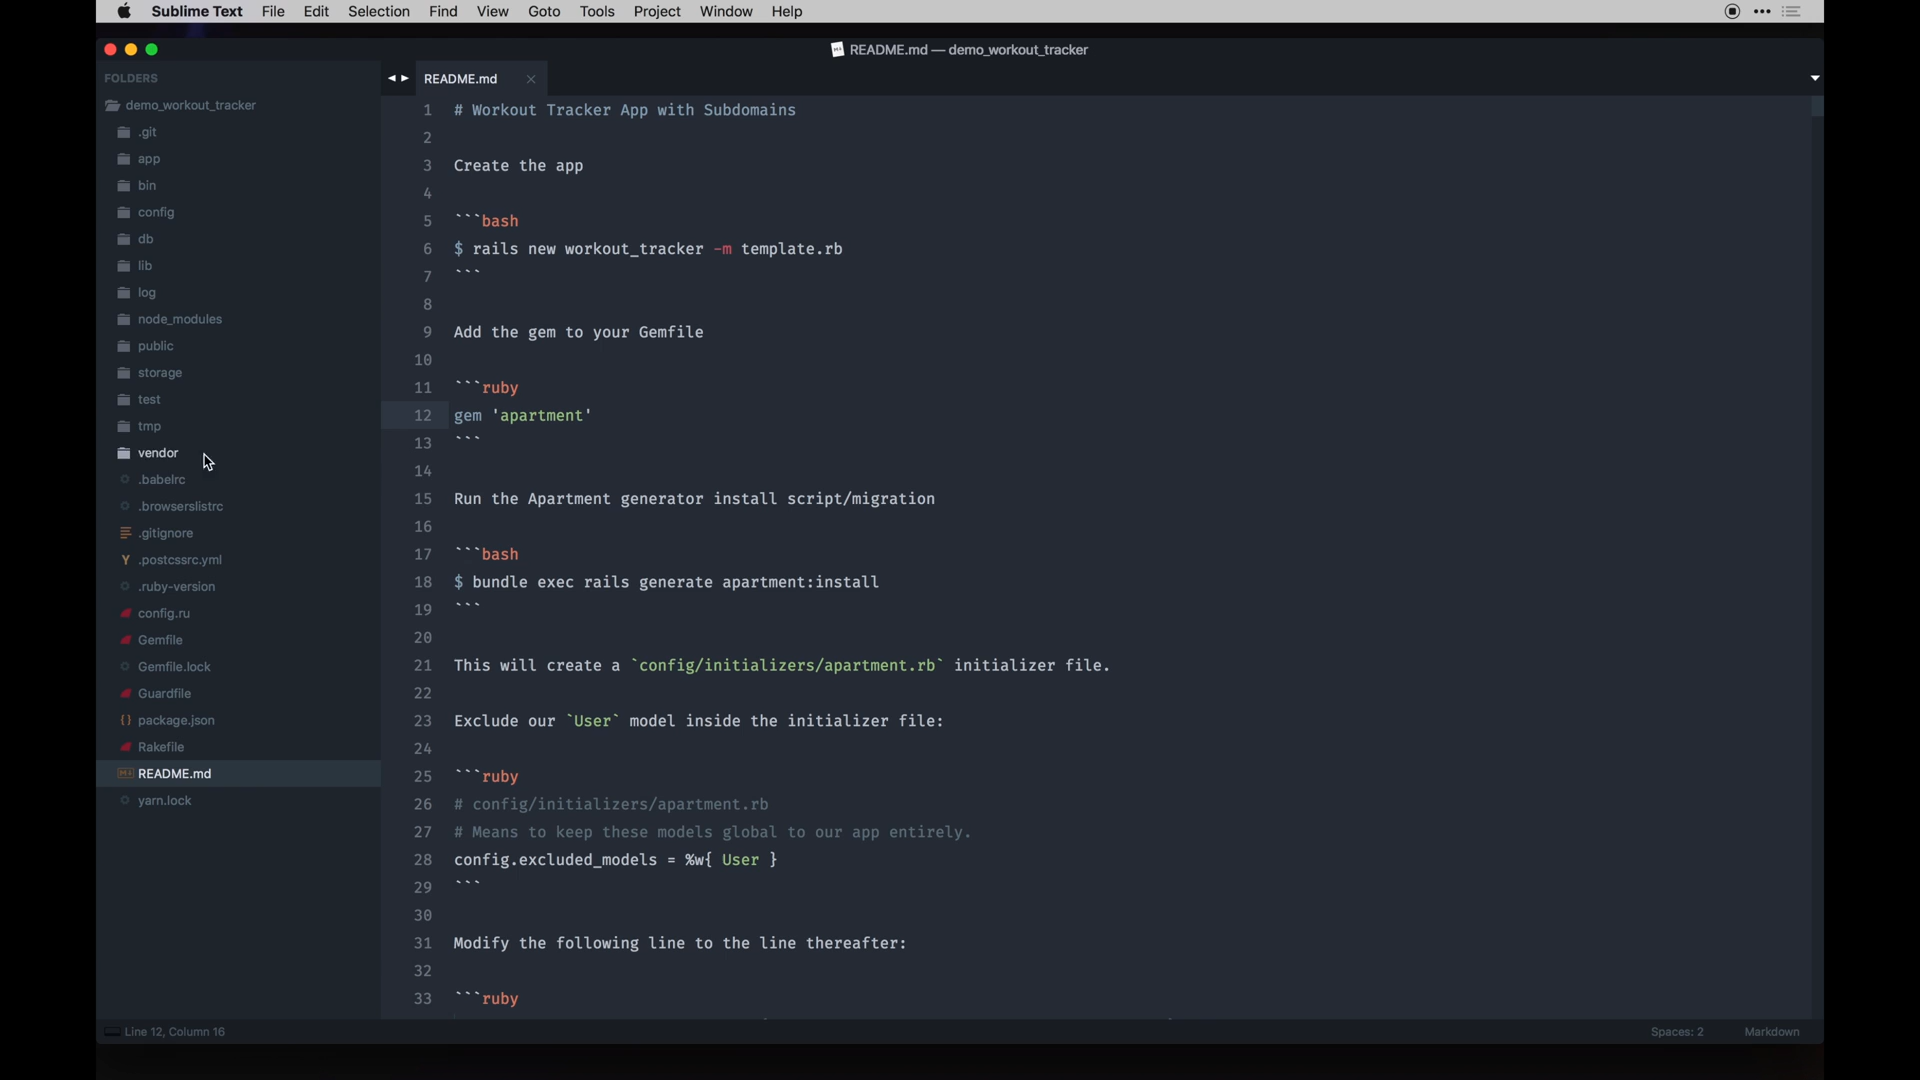 Sublime Text File Edit Selection Find View Goto Tools Project Window Help
README.md — demo_workout_tracker
FOLDERS
demo_workout_tracker
.git
app
bin
config
db
lib
log
node_modules
public
storage
test
tmp
vendor
.babelrc
.browserslistrc
.gitignore
.postcssrc.yml
.ruby-version
config.ru
Gemfile
Gemfile.lock
Guardfile
package.json
Rakefile
README.md
yarn.lock
README.md
1 # Workout Tracker App with Subdomains
2
3 Create the app
4
5 ```bash
6 $ rails new workout_tracker -m template.rb
7 ```
8
9 Add the gem to your Gemfile
10
11 ```ruby
12 gem 'apartment'
13 ```
14
15 Run the Apartment generator install script/migration
16
17 ```bash
18 $ bundle exec rails generate apartment:install
19 ```
20
21 This will create a `config/initializers/apartment.rb` initializer file.
22
23 Exclude our `User` model inside the initializer file:
24
25 ```ruby
26 # config/initializers/apartment.rb
27 # Means to keep these models global to our app entirely.
28 config.excluded_models = %w{ User }
29 ```
30
31 Modify the following line to the line thereafter:
32
33 ```ruby
Line 12, Column 16
Spaces: 2 Markdown